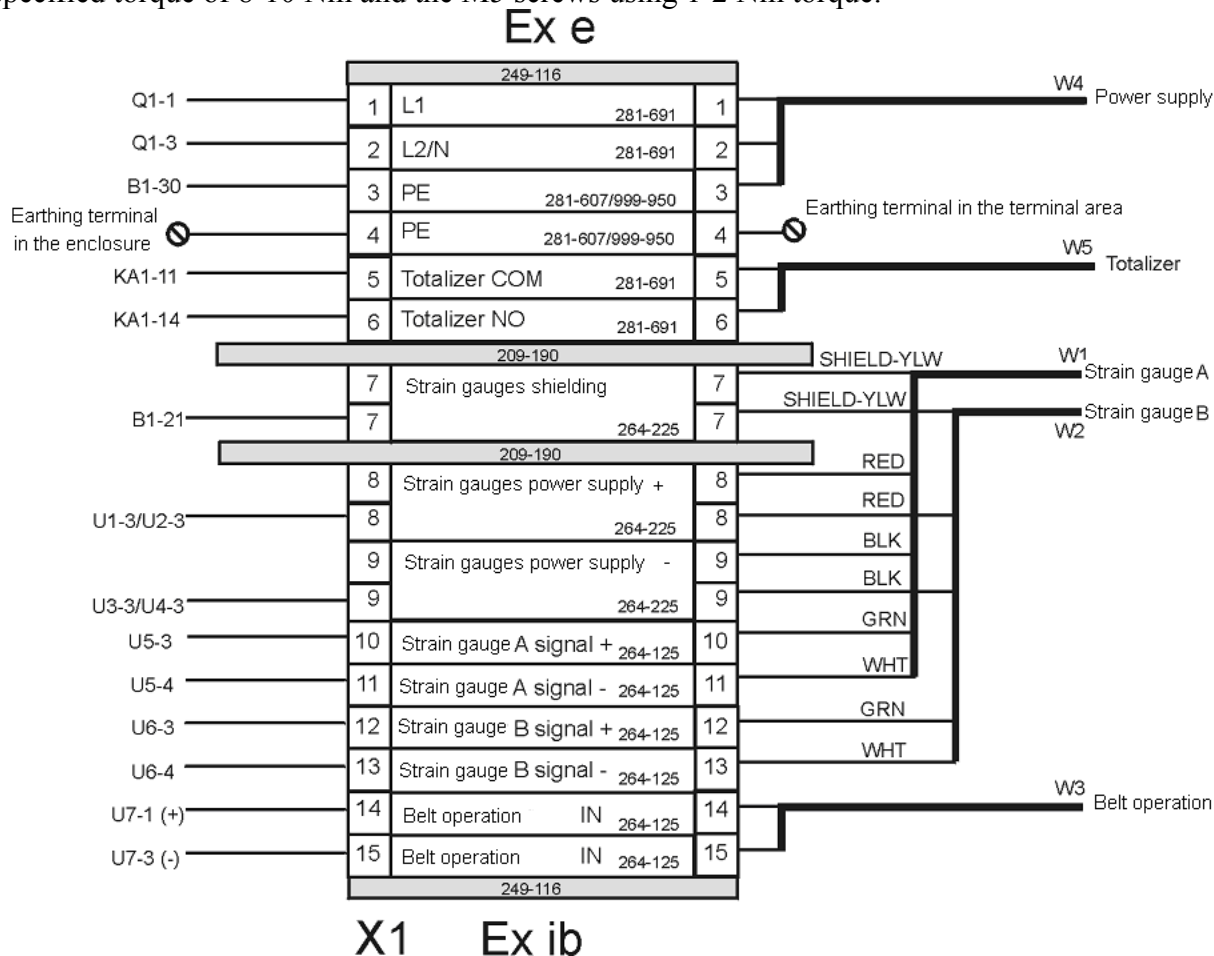 Ex e
249-116
Q1-1 1 L1 281-691 1 W4 Power supply
Q1-3 2 L2/N 281-691 2
B1-30 3 PE 281-607/999-950 3
Earthing terminal
in the enclosure 4 PE 281-607/999-950 4 Earthing terminal in the terminal area
KA1-11 5 Totalizer COM 281-691 5 W5 Totalizer
KA1-14 6 Totalizer NO 281-691 6
209-190
7 Strain gauges shielding 7 SHIELD-YLW W1 Strain gauge A
B1-21 7 264-225 7 SHIELD-YLW Strain gauge B
W2
209-190
8 Strain gauges power supply + 8 RED
U1-3/U2-3 8 264-225 8 RED
9 Strain gauges power supply - 9 BLK
U3-3/U4-3 9 264-225 9 BLK
U5-3 10 Strain gauge A signal + 264-125 10 GRN
U5-4 11 Strain gauge A signal - 264-125 11 WHT
U6-3 12 Strain gauge B signal + 264-125 12 GRN
U6-4 13 Strain gauge B signal - 264-125 13 WHT
U7-1 (+) 14 Belt operation IN 264-125 14 W3 Belt operation
U7-3 (-) 15 Belt operation IN 264-125 15
249-116
X1 Ex ib